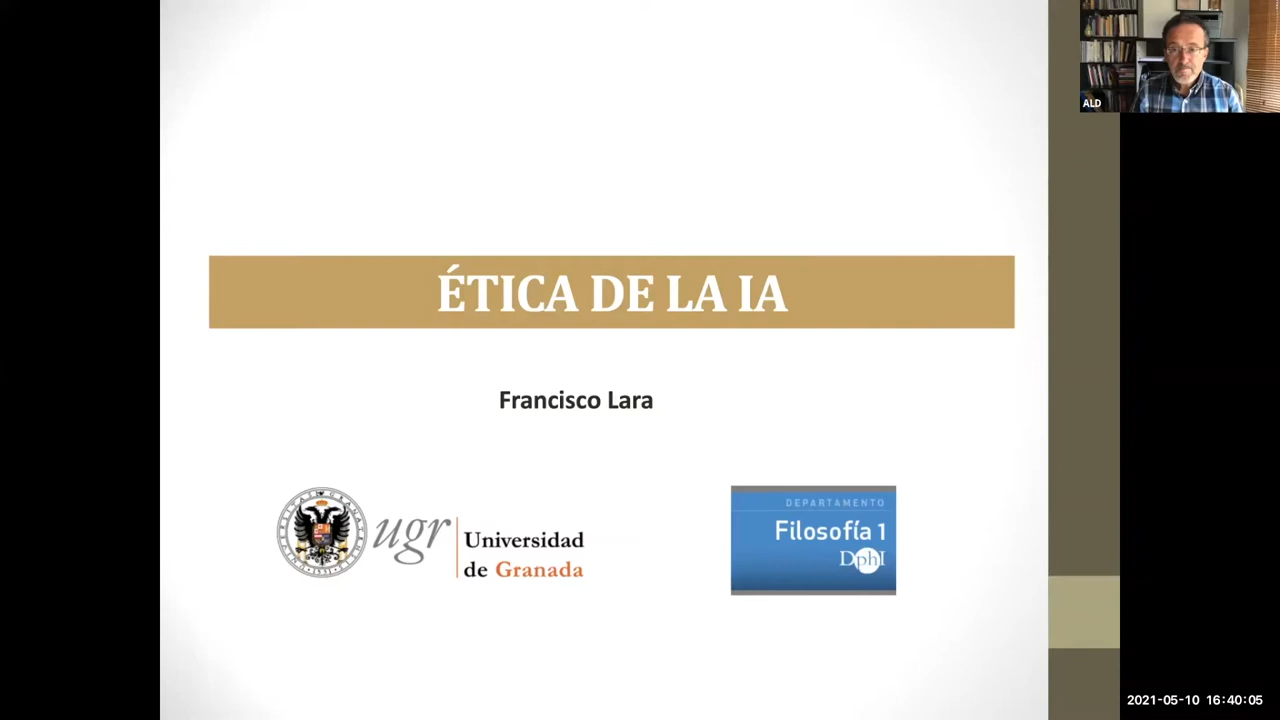 ALD
ÉTICA DE LA IA
Francisco Lara
ugr
Universidad
de Granada
DEPARTAMENTO
Filosofía 1
DphI
2021-05-10 16:40:05